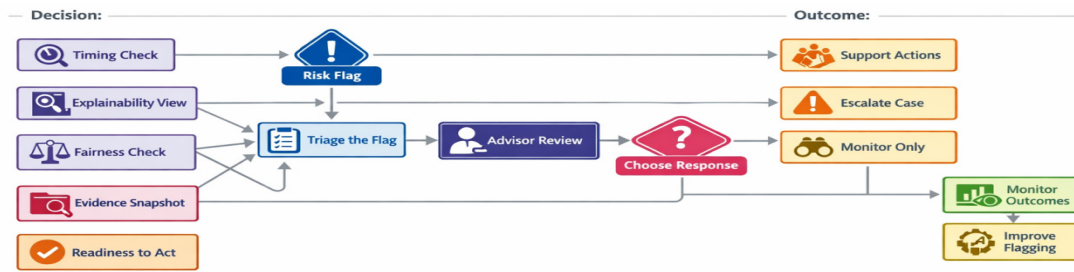 Decision:
Outcome:
Timing Check
Risk Flag
Support Actions
Explainability View
Escalate Case
Fairness Check
Triage the Flag
Advisor Review
Choose Response
Monitor Only
Evidence Snapshot
Monitor
Outcomes
Readiness to Act
Improve
Flagging